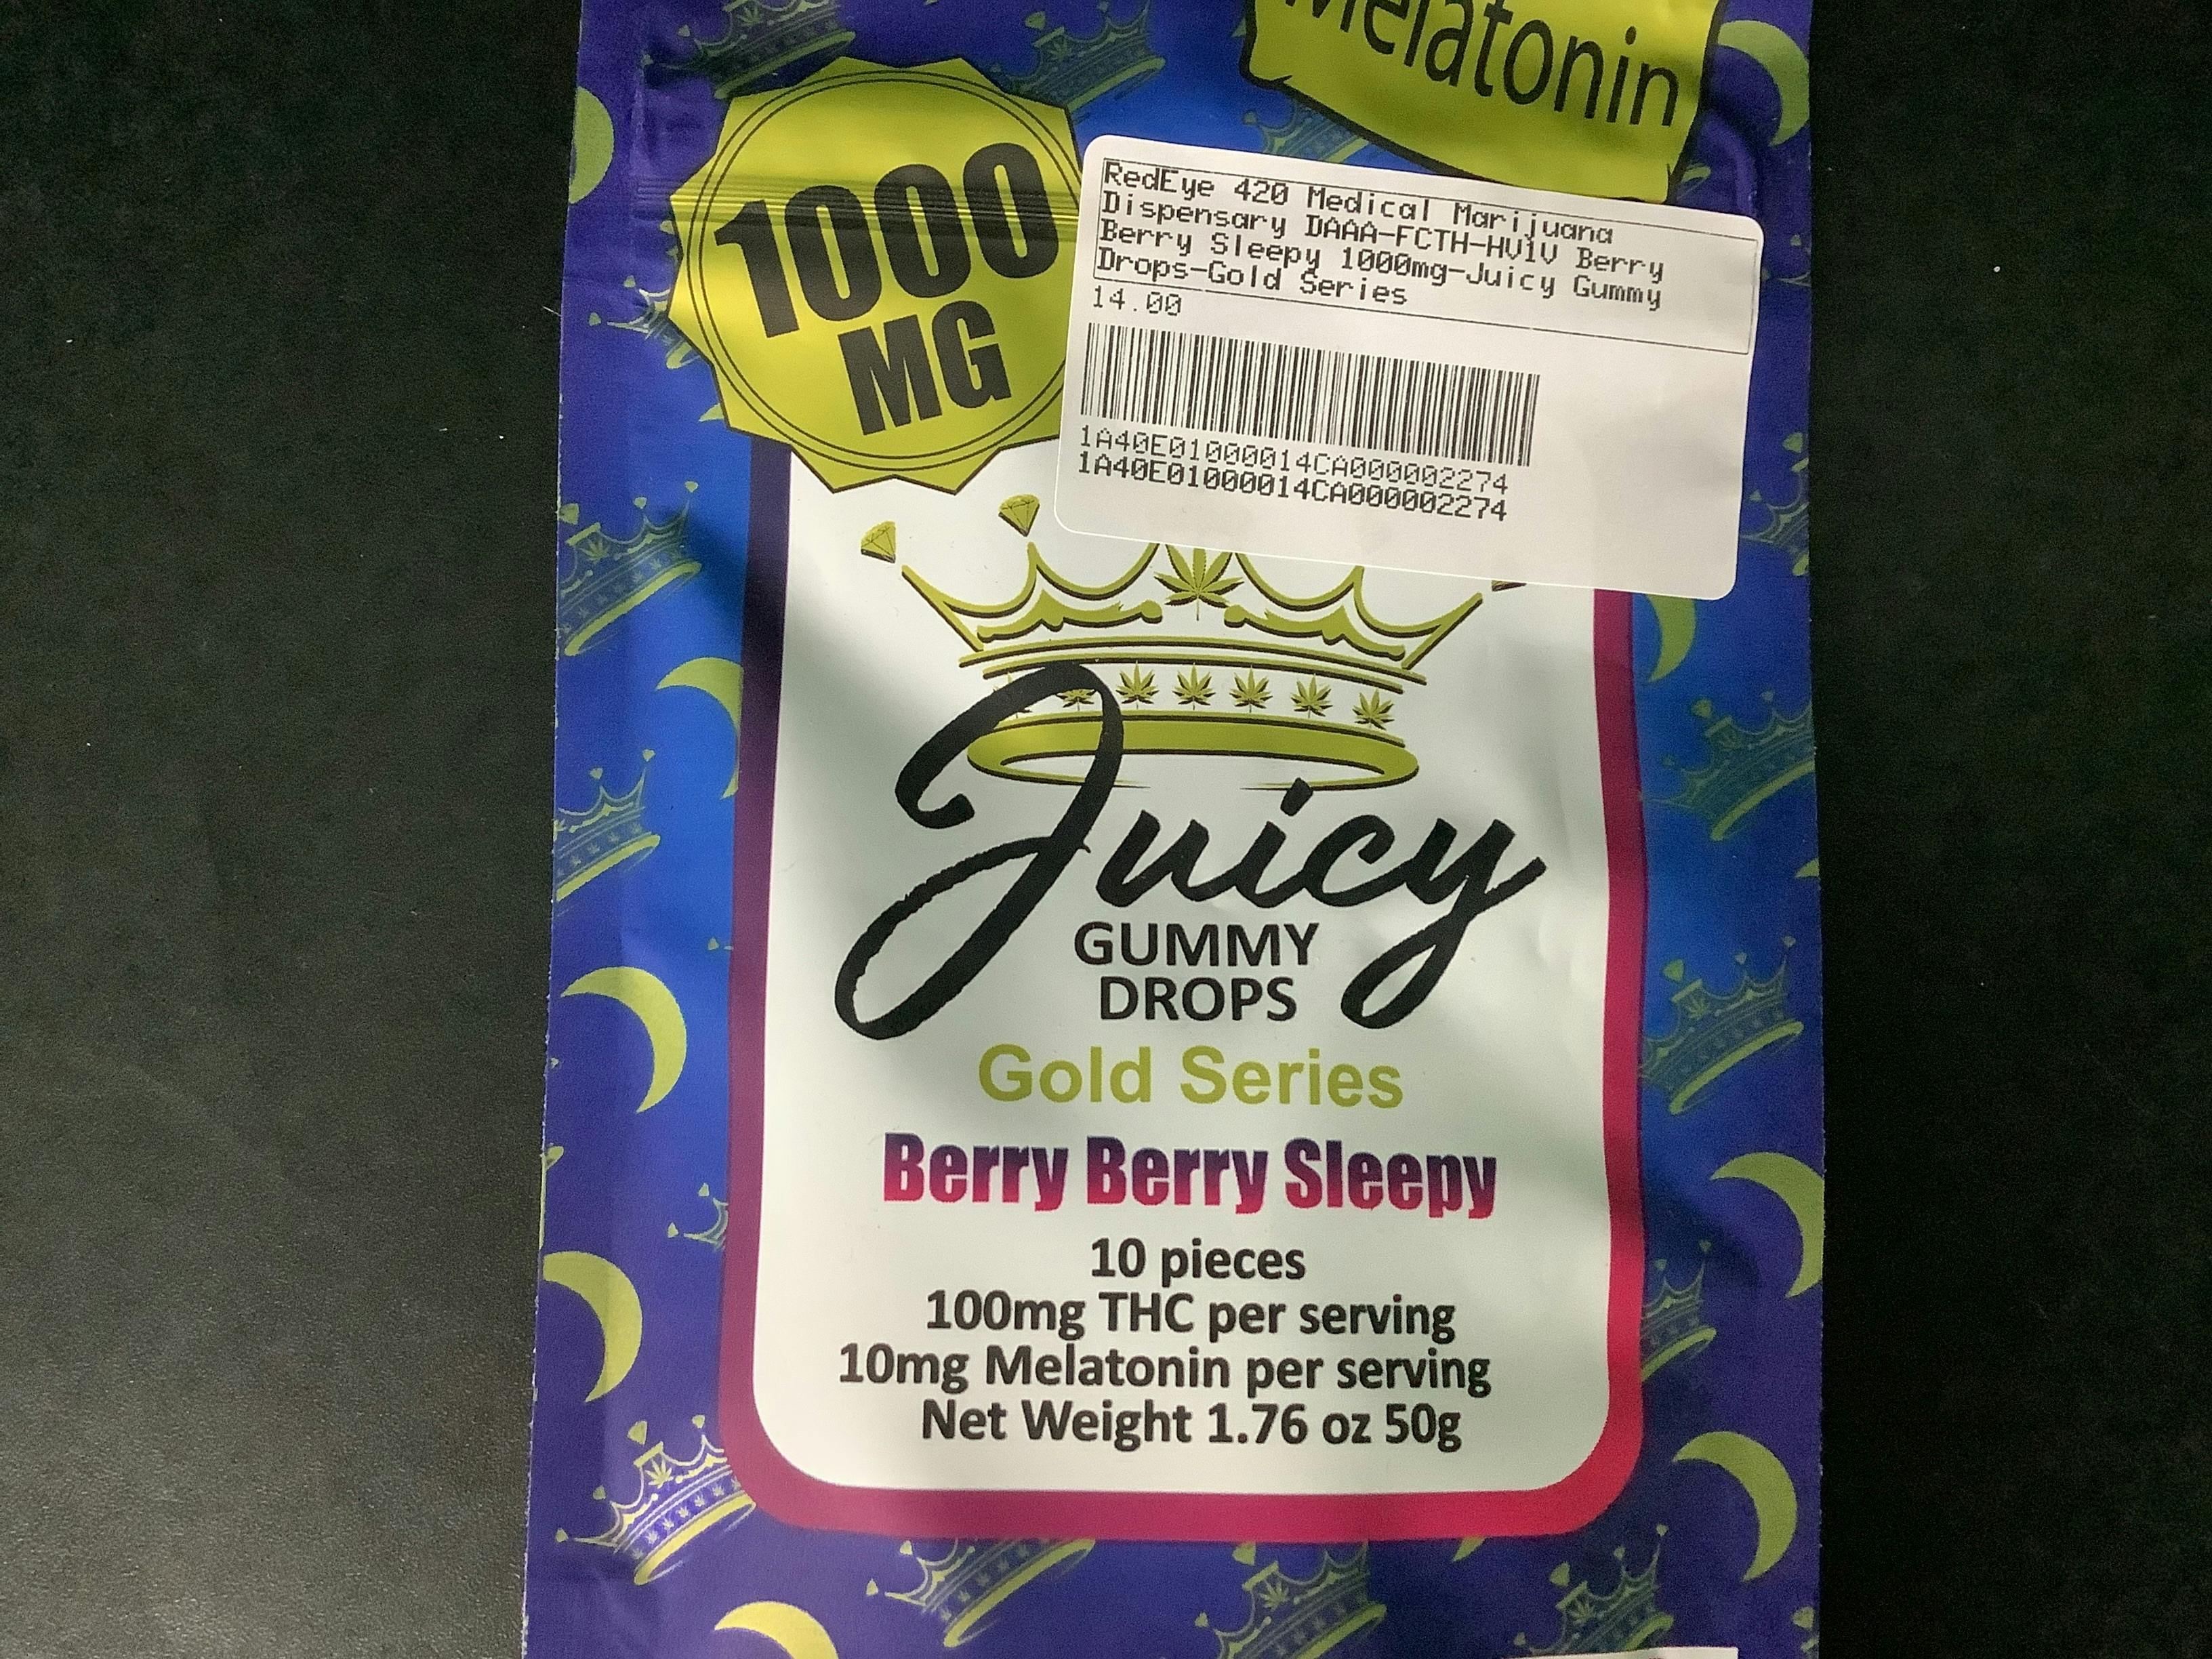 Melatonin
1000
MG
RedEye 420 Medical Marijuana
Dispensary DAAA-FCTH-HV1V Berry
Berry Sleepy 1000mg-Juicy Gummy
Drops-Gold Series
14.00
1A40E01000014CA000002274
1A40E01000014CA000002274
Juicy
GUMMY
DROPS
Gold Series
Berry Berry Sleepy
10 pieces
100mg THC per serving
10mg Melatonin per serving
Net Weight 1.76 oz 50g